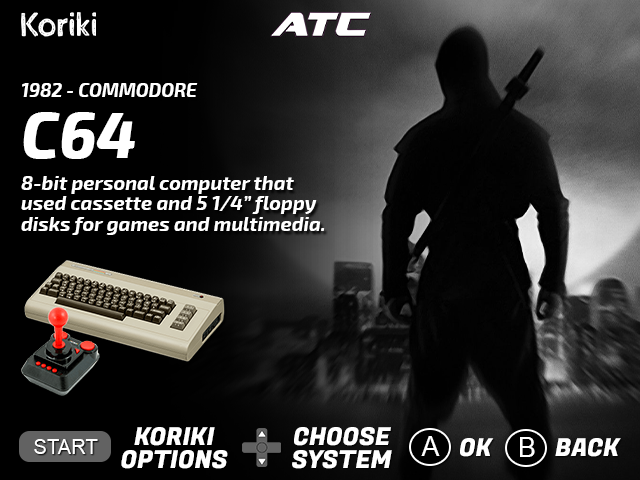 Koriki
ATC
1982 - COMMODORE
C64
8-bit personal computer that
used cassette and 5 1/4” floppy
disks for games and multimedia.
START
KORIKI
OPTIONS
CHOOSE
SYSTEM
A OK
B BACK